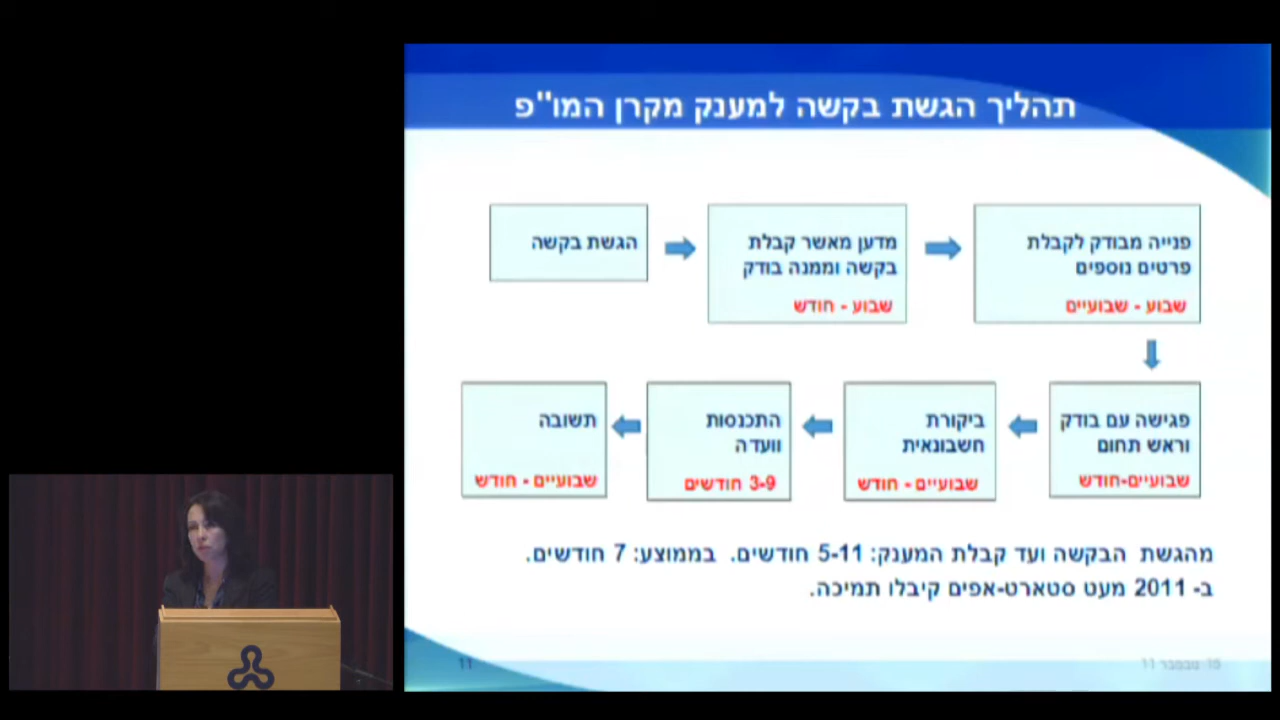 תהליך הגשת בקשה למענק מקרן המו"פ
הגשת בקשה
מדען מאשר קבלת
בקשה וממנה בודק
שבוע - חודש
פנייה מבודק לקבלת
פרטים נוספים
שבוע - שבועיים
פגישה עם בודק
וראש תחום
שבועיים-חודש
ביקורת
חשבונאית
שבועיים - חודש
התכנסות
וועדה
3-9 חודשים
תשובה
שבועיים - חודש
מהגשת הבקשה ועד קבלת המענק: 5-11 חודשים. בממוצע: 7 חודשים.
ב- 2011 מעט סטארט-אפים קיבלו תמיכה.
11
נובמבר 11